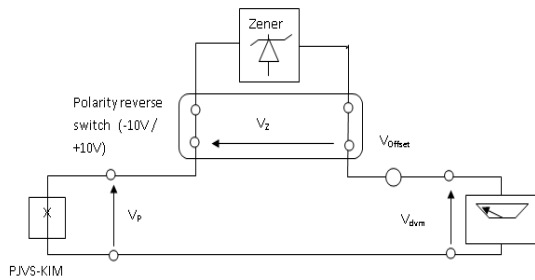 Zener
Polarity reverse
switch (-10V /
+10V)
VZ
VOffset
VP
Vdvm
X
PJVS-KIM